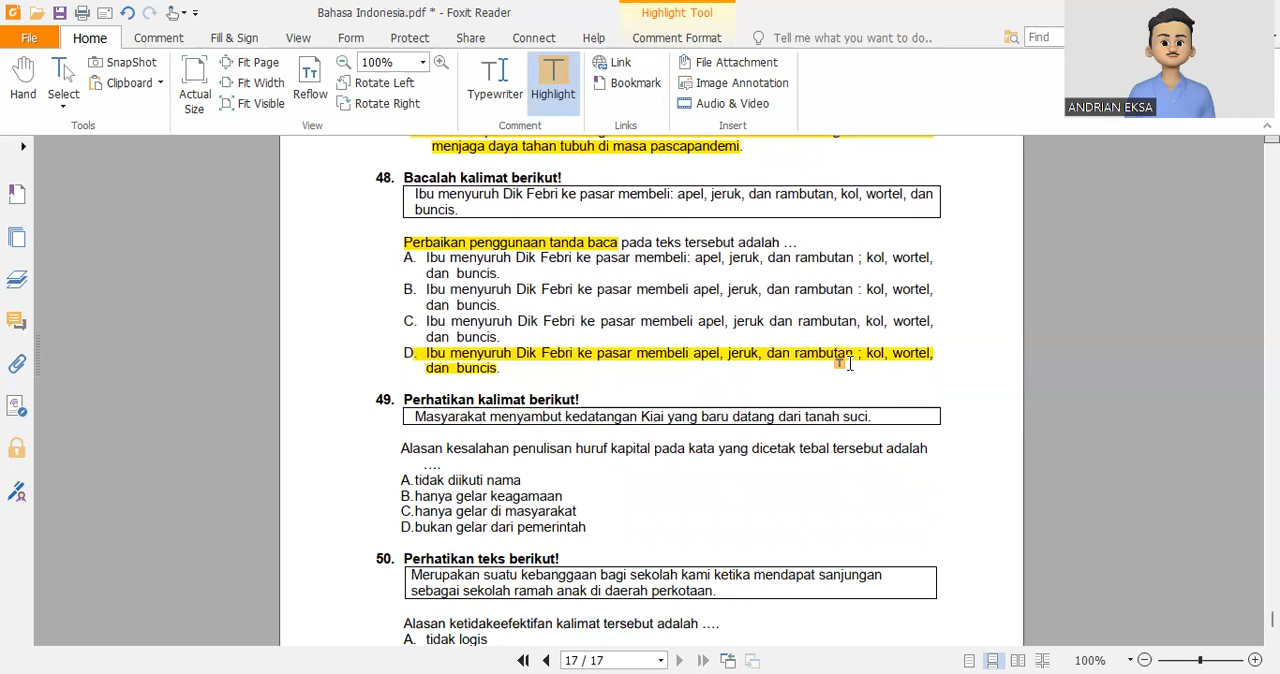 Bahasa Indonesia.pdf * - Foxit Reader
Highlight Tool
File Home Comment Fill & Sign View Form Protect Share Connect Help Comment Format Tell me what you want to do.. Find
Hand
Select
SnapShot
Clipboard
Actual Size
Fit Page
Fit Width
Fit Visible
Reflow
100%
Rotate Left
Rotate Right
Typewriter
Highlight
Link
Bookmark
File Attachment
Image Annotation
Audio & Video
Tools View Comment Links Insert
ANDRIAN EKSA
menjaga daya tahan tubuh di masa pascapandemi.
48. Bacalah kalimat berikut!
Ibu menyuruh Dik Febri ke pasar membeli: apel, jeruk, dan rambutan, kol, wortel, dan
buncis.
Perbaikan penggunaan tanda baca pada teks tersebut adalah …
A. Ibu menyuruh Dik Febri ke pasar membeli: apel, jeruk, dan rambutan ; kol, wortel,
dan buncis.
B. Ibu menyuruh Dik Febri ke pasar membeli apel, jeruk, dan rambutan : kol, wortel,
dan buncis.
C. Ibu menyuruh Dik Febri ke pasar membeli apel, jeruk dan rambutan, kol, wortel,
dan buncis.
D. Ibu menyuruh Dik Febri ke pasar membeli apel, jeruk, dan rambutan ; kol, wortel,
dan buncis.
49. Perhatikan kalimat berikut!
Masyarakat menyambut kedatangan Kiai yang baru datang dari tanah suci.
Alasan kesalahan penulisan huruf kapital pada kata yang dicetak tebal tersebut adalah
….
A.tidak diikuti nama
B.hanya gelar keagamaan
C.hanya gelar di masyarakat
D.bukan gelar dari pemerintah
50. Perhatikan teks berikut!
Merupakan suatu kebanggaan bagi sekolah kami ketika mendapat sanjungan
sebagai sekolah ramah anak di daerah perkotaan.
Alasan ketidakeefektifan kalimat tersebut adalah ….
A. tidak logis
17 / 17
100%